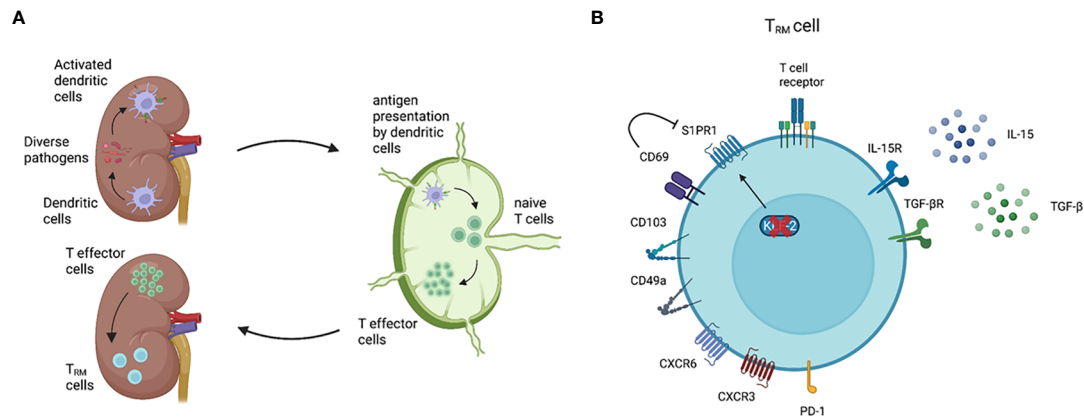 A
Activated
dendritic
cells
Diverse
pathogens
Dendritic
cells
T effector
cells
TRM
cells
antigen
presentation
by dendritic
cells
naive
T cells
T effector
cells
B
TRM cell
T cell
receptor
S1PR1
CD69
CD103
CD49a
CXCR6
CXCR3
PD-1
IL-15R
TGF-βR
IL-15
TGF-β